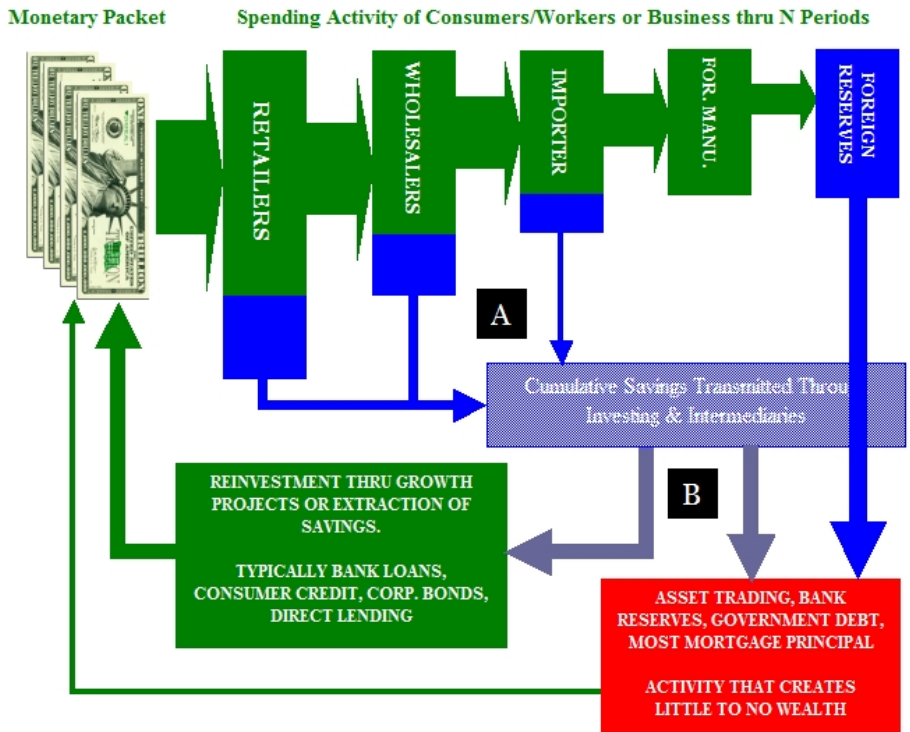 Monetary Packet
Spending Activity of Consumers/Workers or Business thru N Periods
RETAILERS
WHOLESALERS
IMPORTER
FOR. MANU.
FOREIGN
RESERVES
A
Cumulative Savings Transmitted Throu
Investing & Intermediaries
B
REINVESTMENT THRU GROWTH
PROJECTS OR EXTRACTION OF
SAVINGS.
TYPICALLY BANK LOANS,
CONSUMER CREDIT, CORP. BONDS,
DIRECT LENDING
ASSET TRADING, BANK
RESERVES, GOVERNMENT DEBT,
MOST MORTGAGE PRINCIPAL
ACTIVITY THAT CREATES
LITTLE TO NO WEALTH